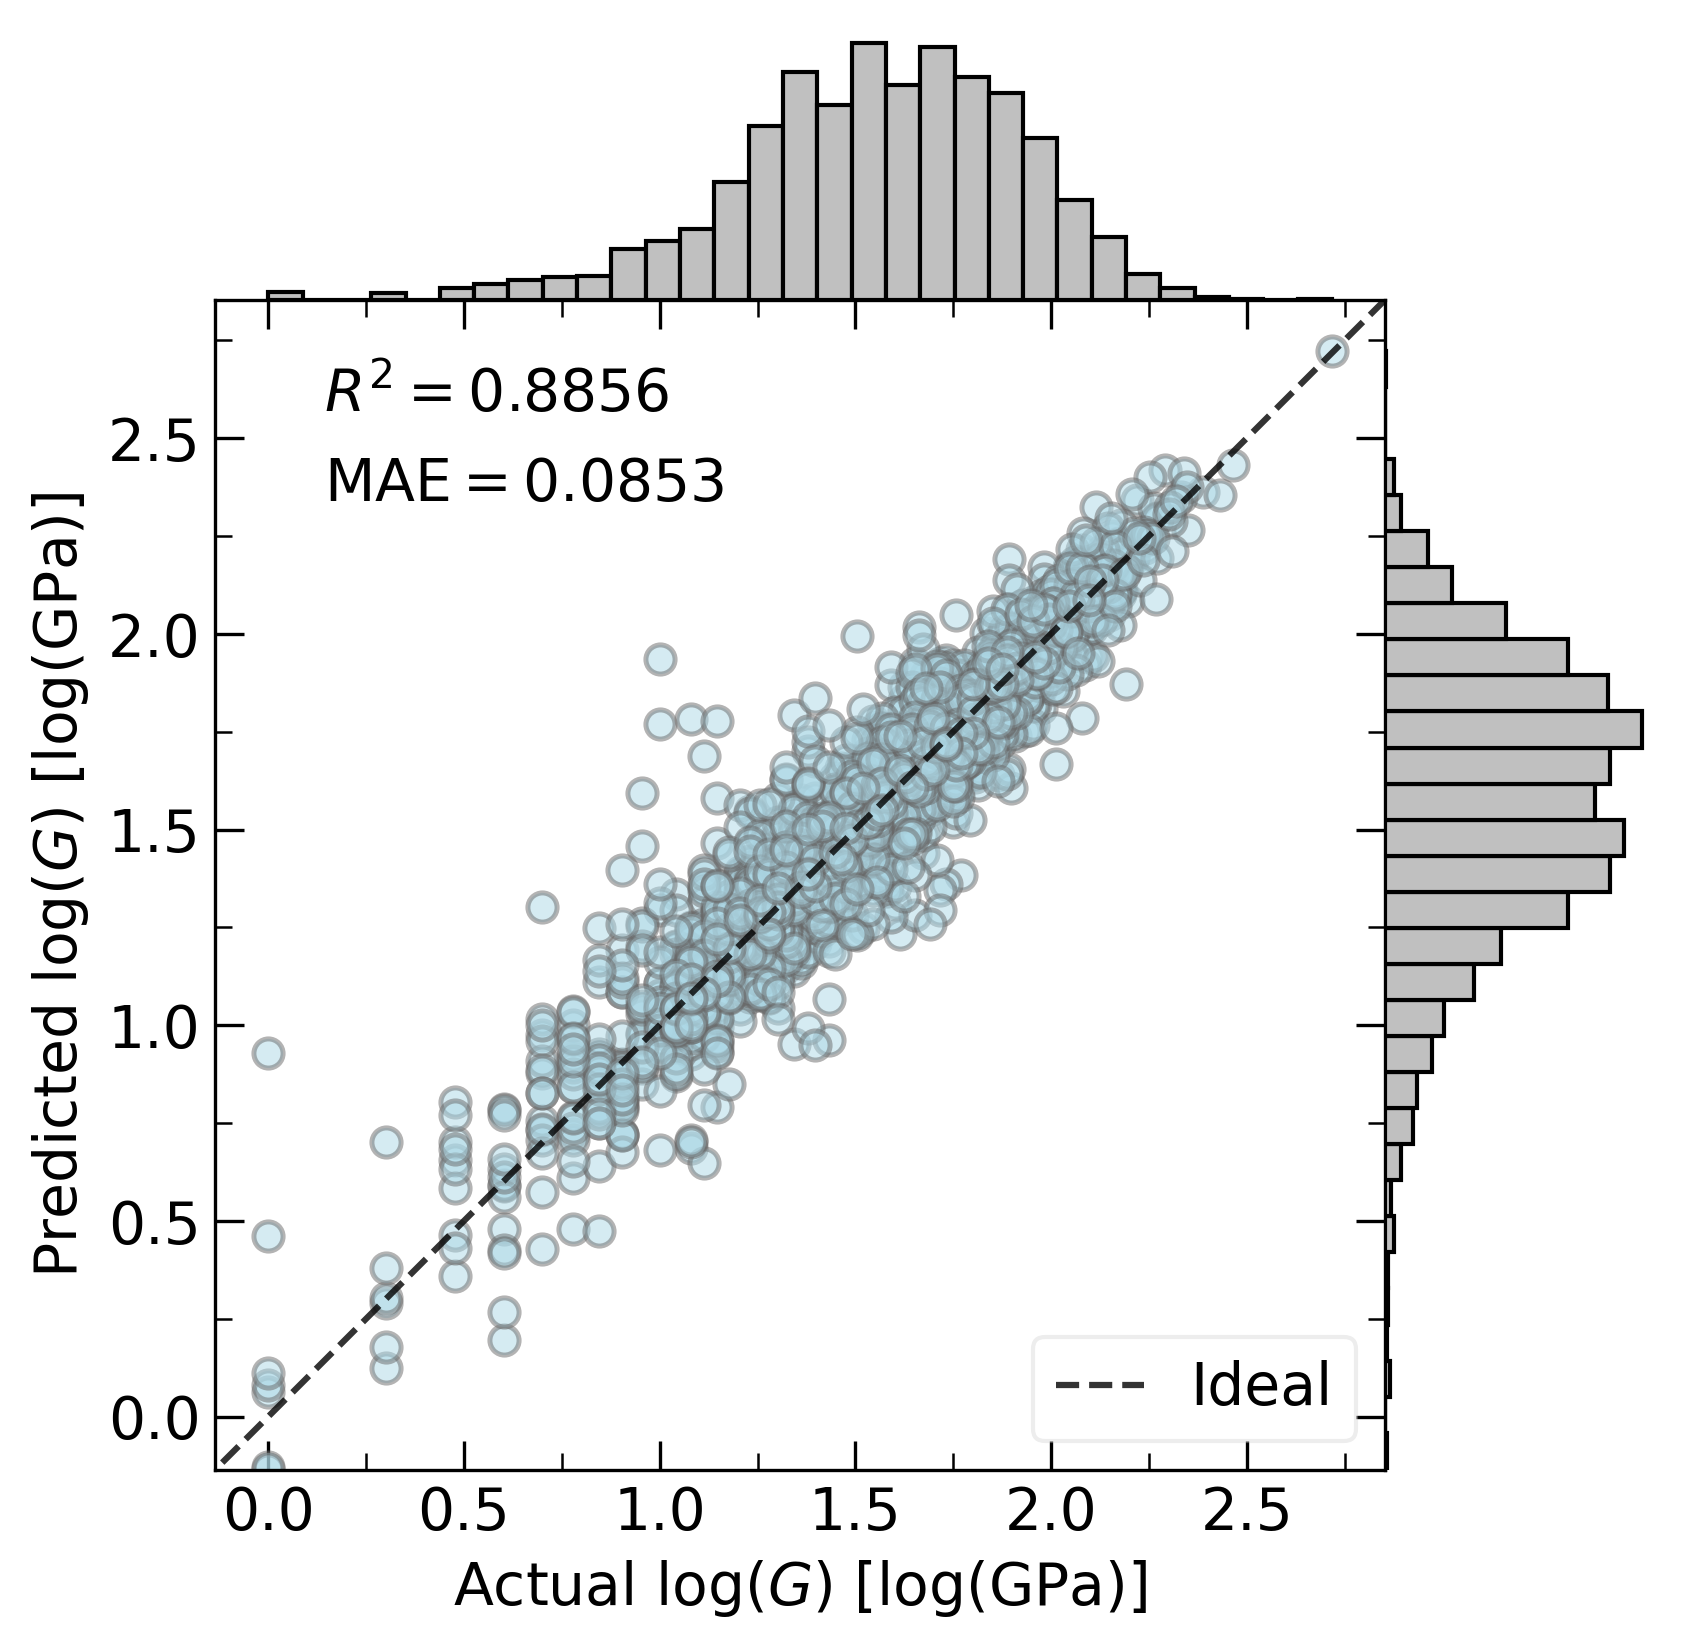 R² = 0.8856
MAE = 0.0853
2.5
2.0
1.5
1.0
0.5
0.0
Predicted log(G) [log(GPa)]
Ideal
0.0 0.5 1.0 1.5 2.0 2.5
Actual log(G) [log(GPa)]